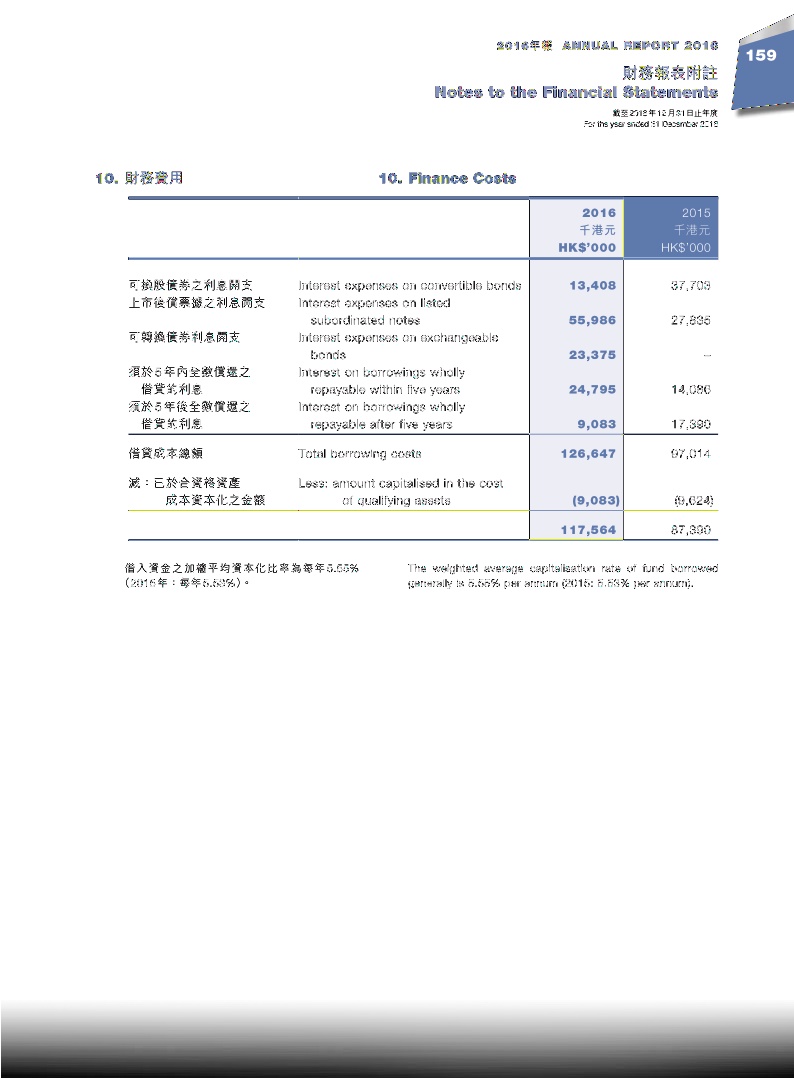 2016年報 ANNUAL REPORT 2016
159
財務報表附註
Notes to the Financial Statements
截至2016年12月31日止年度
For the year ended 31 December 2016
10. 財務費用 10. Finance Costs
2016 2015
千港元 千港元
HK$'000 HK$'000
可換股債券之利息開支 Interest expenses on convertible bonds 13,408 37,703
上市後償票據之利息開支 Interest expenses on listed
subordinated notes 55,986 27,835
可轉換債券利息開支 Interest expenses on exchangeable
bonds 23,375 –
須於5年內全數償還之 Interest on borrowings wholly
借貸的利息 repayable within five years 24,795 14,086
須於5年後全數償還之 Interest on borrowings wholly
借貸的利息 repayable after five years 9,083 17,390
借貸成本總額 Total borrowing costs 126,647 97,014
減：已於合資格資產 Less: amount capitalised in the cost
成本資本化之金額 of qualifying assets (9,083) (9,624)
117,564 87,390
借入資金之加權平均資本化比率為每年5.55% The weighted average capitalisation rate of fund borrowed
（2015年：每年5.53%）。 generally is 5.55% per annum (2015: 5.53% per annum).